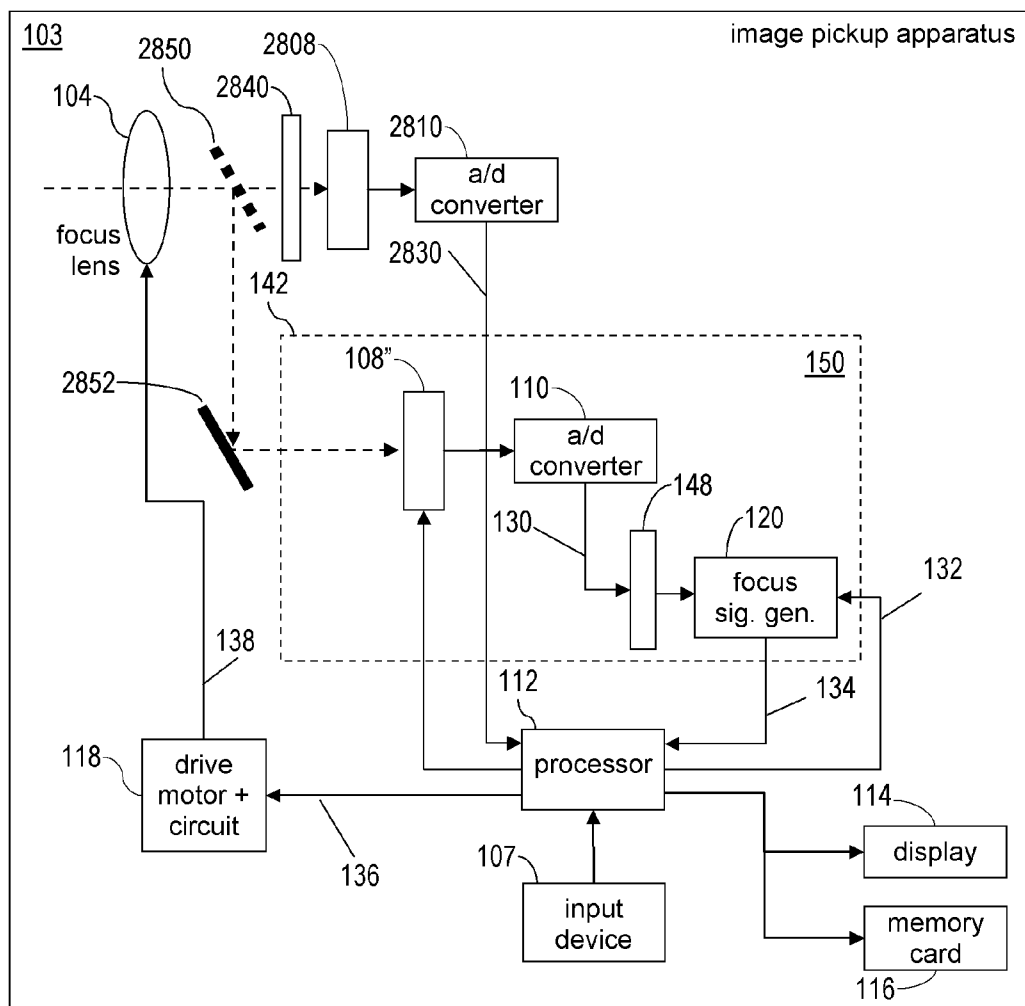 103
image pickup apparatus
2850
2808
104
2840
2810
a/d
converter
focus
lens
2830
142
108”
150
2852
110
a/d
converter
148
130
120
focus
sig. gen.
132
138
112
134
118
drive
motor +
circuit
processor
114
display
136
107
input
device
memory
card
116